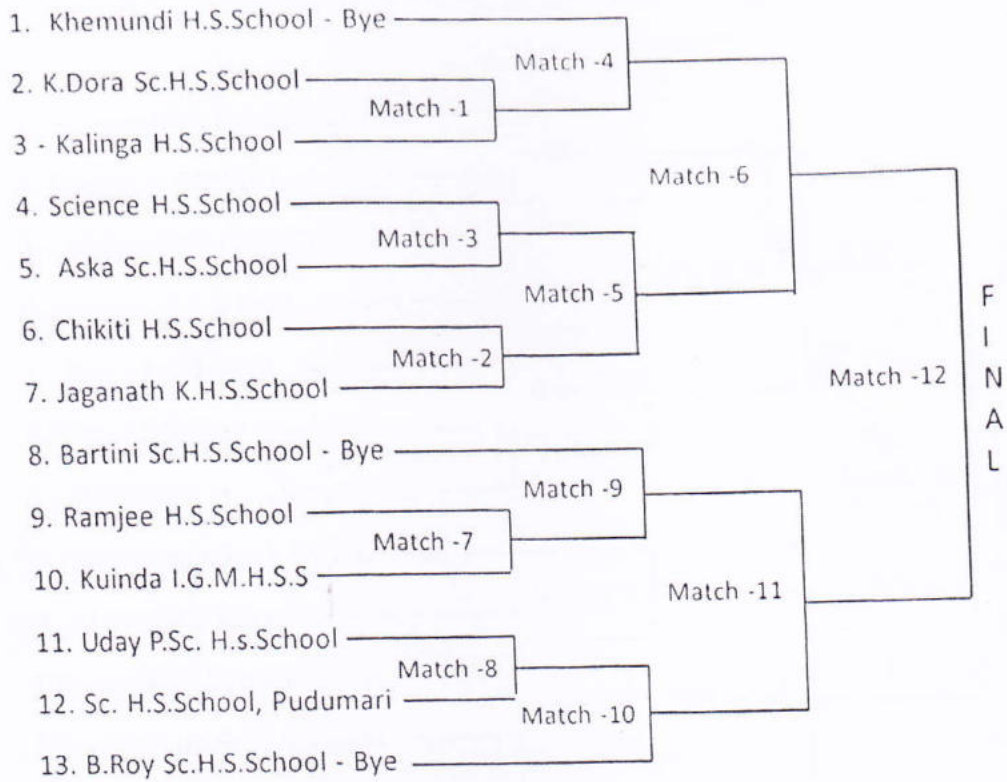 1. Khemundi H.S.School - Bye
Match -4
2. K.Dora Sc.H.S.School
Match -1
3 - Kalinga H.S.School
Match -6
4. Science H.S.School
Match -3
5. Aska Sc.H.S.School
Match -5
6. Chikiti H.S.School
Match -2
7. Jaganath K.H.S.School
Match -12
FINAL
8. Bartini Sc.H.S.School - Bye
Match -9
9. Ramjee H.S.School
Match -7
10. Kuinda I.G.M.H.S.S
Match -11
11. Uday P.Sc. H.s.School
Match -8
12. Sc. H.S.School, Pudumari
Match -10
13. B.Roy Sc.H.S.School - Bye